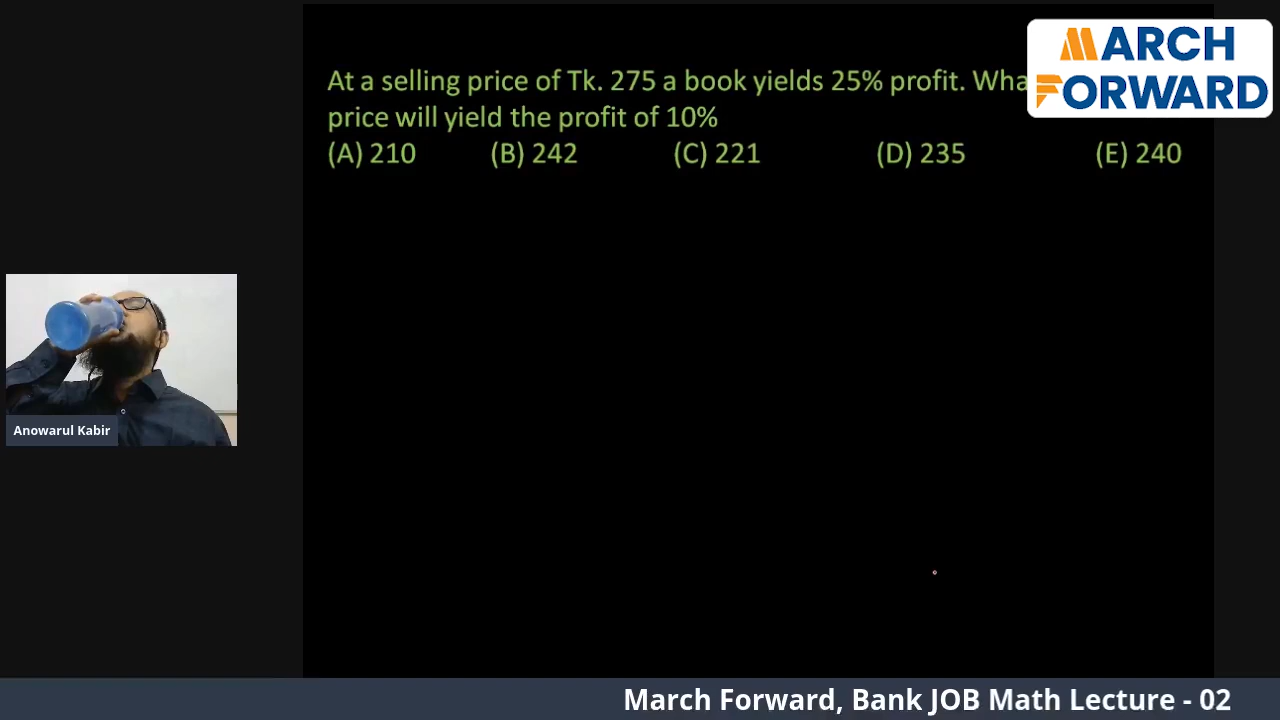 MARCH
FORWARD
At a selling price of Tk. 275 a book yields 25% profit.
price will yield the profit of 10%
(A) 210 (B) 242 (C) 221 (D) 235 (E) 240
Anowarul Kabir
March Forward, Bank JOB Math Lecture - 02